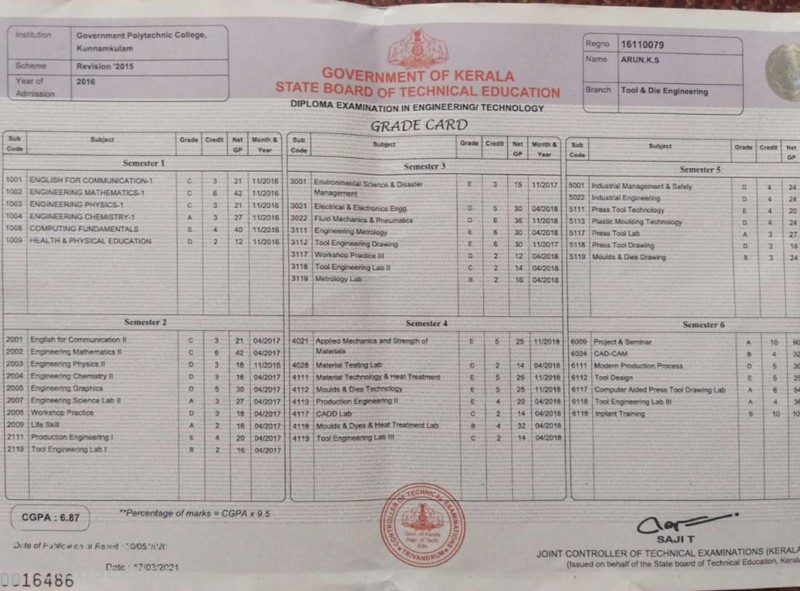 Institution Government Polytechnic College, Kunnamkulam
Scheme Revision '2015
Year of Admission 2016
GOVERNMENT OF KERALA
STATE BOARD OF TECHNICAL EDUCATION
DIPLOMA EXAMINATION IN ENGINEERING/ TECHNOLOGY
GRADE CARD
Regno 16110079
Name ARUN.K.S
Branch Tool & Die Engineering
Sub Code Subject Grade Credit Net GP Month & Year
Semester 1
1001 ENGLISH FOR COMMUNICATION-1 C 3 21 11/2016
1002 ENGINEERING MATHEMATICS-1 C 6 42 11/2016
1003 ENGINEERING PHYSICS-1 C 3 21 11/2016
1004 ENGINEERING CHEMISTRY-1 A 3 27 11/2016
1008 COMPUTING FUNDAMENTALS S 4 40 11/2016
1009 HEALTH & PHYSICAL EDUCATION D 2 12 11/2016
Semester 2
2001 English for Communication II C 3 21 04/2017
2002 Engineering Mathematics II C 6 42 04/2017
2003 Engineering Physics II D 3 18 11/2018
2004 Engineering Chemistry II D 3 18 04/2017
2005 Engineering Graphics D 5 30 04/2017
2007 Engineering Science Lab II A 3 27 04/2017
2008 Workshop Practice D 3 18 04/2017
2009 Life Skill A 2 18 04/2017
2111 Production Engineering I E 4 20 04/2017
2119 Tool Engineering Lab I B 2 16 04/2017
Sub Code Subject Grade Credit Net GP Month & Year
Semester 3
3001 Environmental Science & Disaster Management E 3 15 11/2017
3021 Electrical & Electronics Engg. D 5 30 04/2018
3022 Fluid Mechanics & Pneumatics D 6 36 11/2018
3111 Engineering Metrology E 6 30 04/2018
3112 Tool Engineering Drawing E 6 30 11/2017
3117 Workshop Practice III D 2 12 04/2018
3118 Tool Engineering Lab II C 2 14 04/2018
3119 Metrology Lab B 2 16 04/2018
Semester 4
4021 Applied Mechanics and Strength of Materials E 5 25 11/2018
4028 Material Testing Lab C 2 14 04/2018
4111 Material Technology & Heat Treatment E 5 25 11/2018
4112 Moulds & Dies Technology E 5 25 11/2018
4113 Production Engineering II E 4 20 04/2018
4117 CADD Lab C 2 14 04/2018
4118 Moulds & Dyes & Heat Treatment Lab B 4 32 04/2018
4119 Tool Engineering Lab III C 2 14 04/2018
Sub Code Subject Grade Credit Net GP
Semester 5
5001 Industrial Management & Safety D 4 24
5022 Industrial Engineering D 4 24
5111 Press Tool Technology E 4 20
5113 Plastic Moulding Technology D 4 24
5117 Press Tool Lab A 3 27
5118 Press Tool Drawing D 3 18
5119 Moulds & Dies Drawing B 3 24
Semester 6
6009 Project & Seminar A 10 90
6024 CAD-CAM B 4 32
6111 Modern Production Process D 5 30
6112 Tool Design E 5 25
6117 Computer Aided Press Tool Drawing Lab A 6 54
6118 Tool Engineering Lab III A 4 36
6119 Inplant Training S 10
CGPA : 6.87
**Percentage of marks = CGPA x 9.5
CONTROLLER OF TECHNICAL EXAMINATIONS
TRIVANDRUM
Govt. of Kerala
Dept. of Techl. Edn.
SAJI T
JOINT CONTROLLER OF TECHNICAL EXAMINATIONS (KERALA
(Issued on behalf of the State board of Technical Education, Kerala
Date of Publication of Result
Date : 17/03/2021
0016486